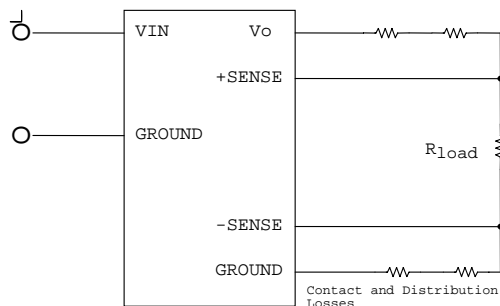 VIN
Vo
+SENSE
GROUND
Rload
-SENSE
GROUND
Contact and Distribution
Losses